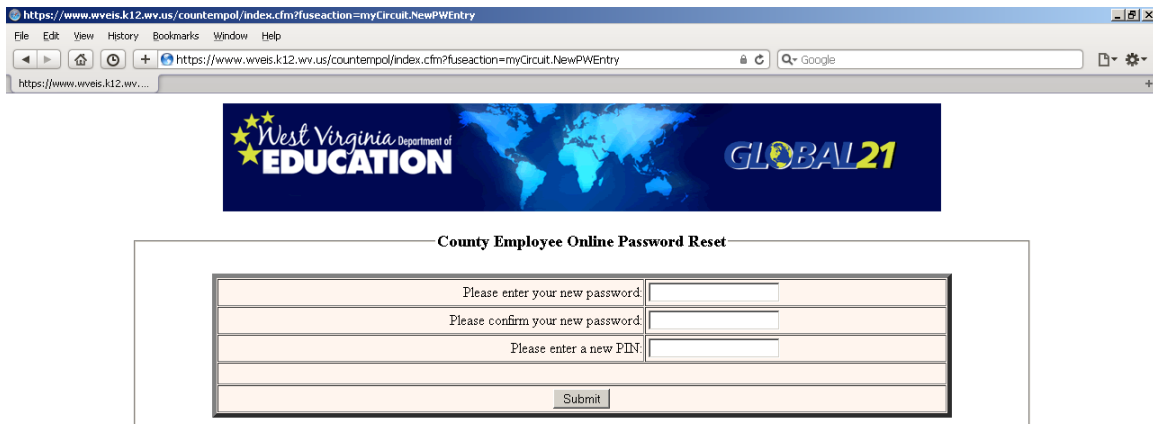 https://www.wveis.k12.wv.us/countempol/index.cfm?fuseaction=myCircuit.NewPWEntry
File Edit View History Bookmarks Window Help
https://www.wveis.k12.wv.us/countempol/index.cfm?fuseaction=myCircuit.NewPWEntry Google
https://www.wveis.k12.wv....
West Virginia Department of
EDUCATION
GLOBAL21
County Employee Online Password Reset
Please enter your new password:
Please confirm your new password:
Please enter a new PIN:
Submit